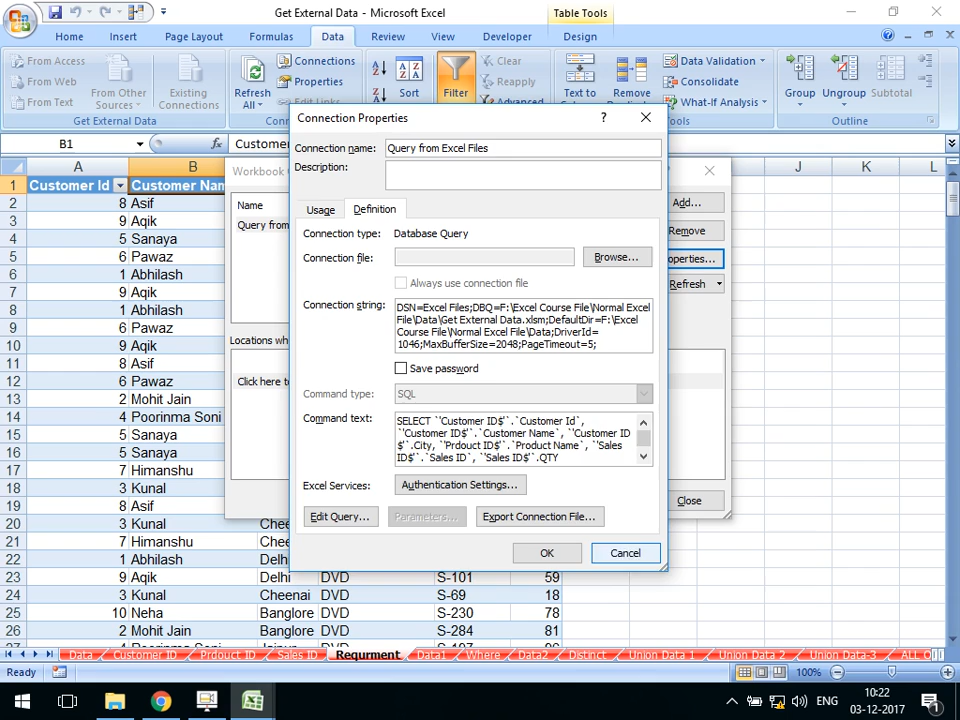 Get External Data - Microsoft Excel
Table Tools
Home Insert Page Layout Formulas Data Review View Developer Design
From Access
From Web
From Text
From Other Sources
Existing Connections
Get External Data
Refresh All
Connections
Properties
Edit Links
Sort
Filter
Clear
Reapply
Advanced
Text to
Remove
Data Validation
Consolidate
What-If Analysis
Group
Ungroup
Subtotal
Outline
B1
fx
Connection Properties
?
Connection name: Query from Excel Files
Description:
Usage Definition
Connection type: Database Query
Connection file:
Browse...
Always use connection file
Connection string:
DSN=Excel Files;DBQ=F:\Excel Course File\Normal Excel
File\Data\Get External Data.xlsm;DefaultDir=F:\Excel
Course File\Normal Excel File\Data;DriverId=
1046;MaxBufferSize=2048;PageTimeout=5;
Save password
Command type: SQL
Command text:
SELECT `'Customer ID$'`.`Customer Id`,
`'Customer ID$'`.`Customer Name`, `'Customer ID
$'`.City, `'Prdouct ID$'`.`Product Name`, `'Sales
ID$'`.`Sales ID`, `'Sales ID$'`.QTY
Excel Services: Authentication Settings...
Edit Query... Parameters... Export Connection File...
OK Cancel
Workbook
Name
Query from
Locations wh
Click here to
Add...
Remove
operties...
Refresh
Close
A B J K L
1 Customer Id Customer Nam
2 8 Asif
3 9 Aqik
4 5 Sanaya
5 6 Pawaz
6 1 Abhilash
7 9 Aqik
8 1 Abhilash
9 6 Pawaz
10 9 Aqik
11 8 Asif
12 6 Pawaz
13 2 Mohit Jain
14 4 Poorinma Soni
15 5 Sanaya
16 5 Sanaya
17 7 Himanshu
18 3 Kunal
19 8 Asif
20 3 Kunal Chee
21 7 Himanshu Chee
22 1 Abhilash Delh
23 9 Aqik Delhi DVD S-101 59
24 3 Kunal Cheenai DVD S-69 18
25 10 Neha Banglore DVD S-230 78
26 2 Mohit Jain Banglore DVD S-284 81
Data Customer ID Prdouct ID Sales ID Requrment Data1 Where Data2 Distinct Union Data 1 Union Data 2 Union Data-3
Ready
100%
ENG
10:22
03-12-2017
1